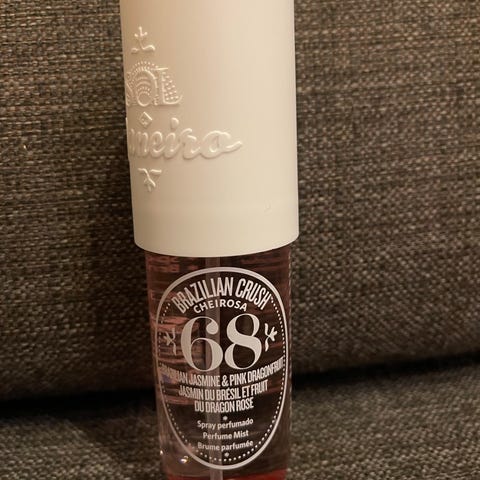 BRAZILIAN CRUSH
CHEIROSA
68
JASMINE & PINK DRAGONFRUIT
JASMIN DU BRÉSIL ET FRUIT
DU DRAGON ROSE
Spray perfumado
Perfume Mist
Brume parfumée